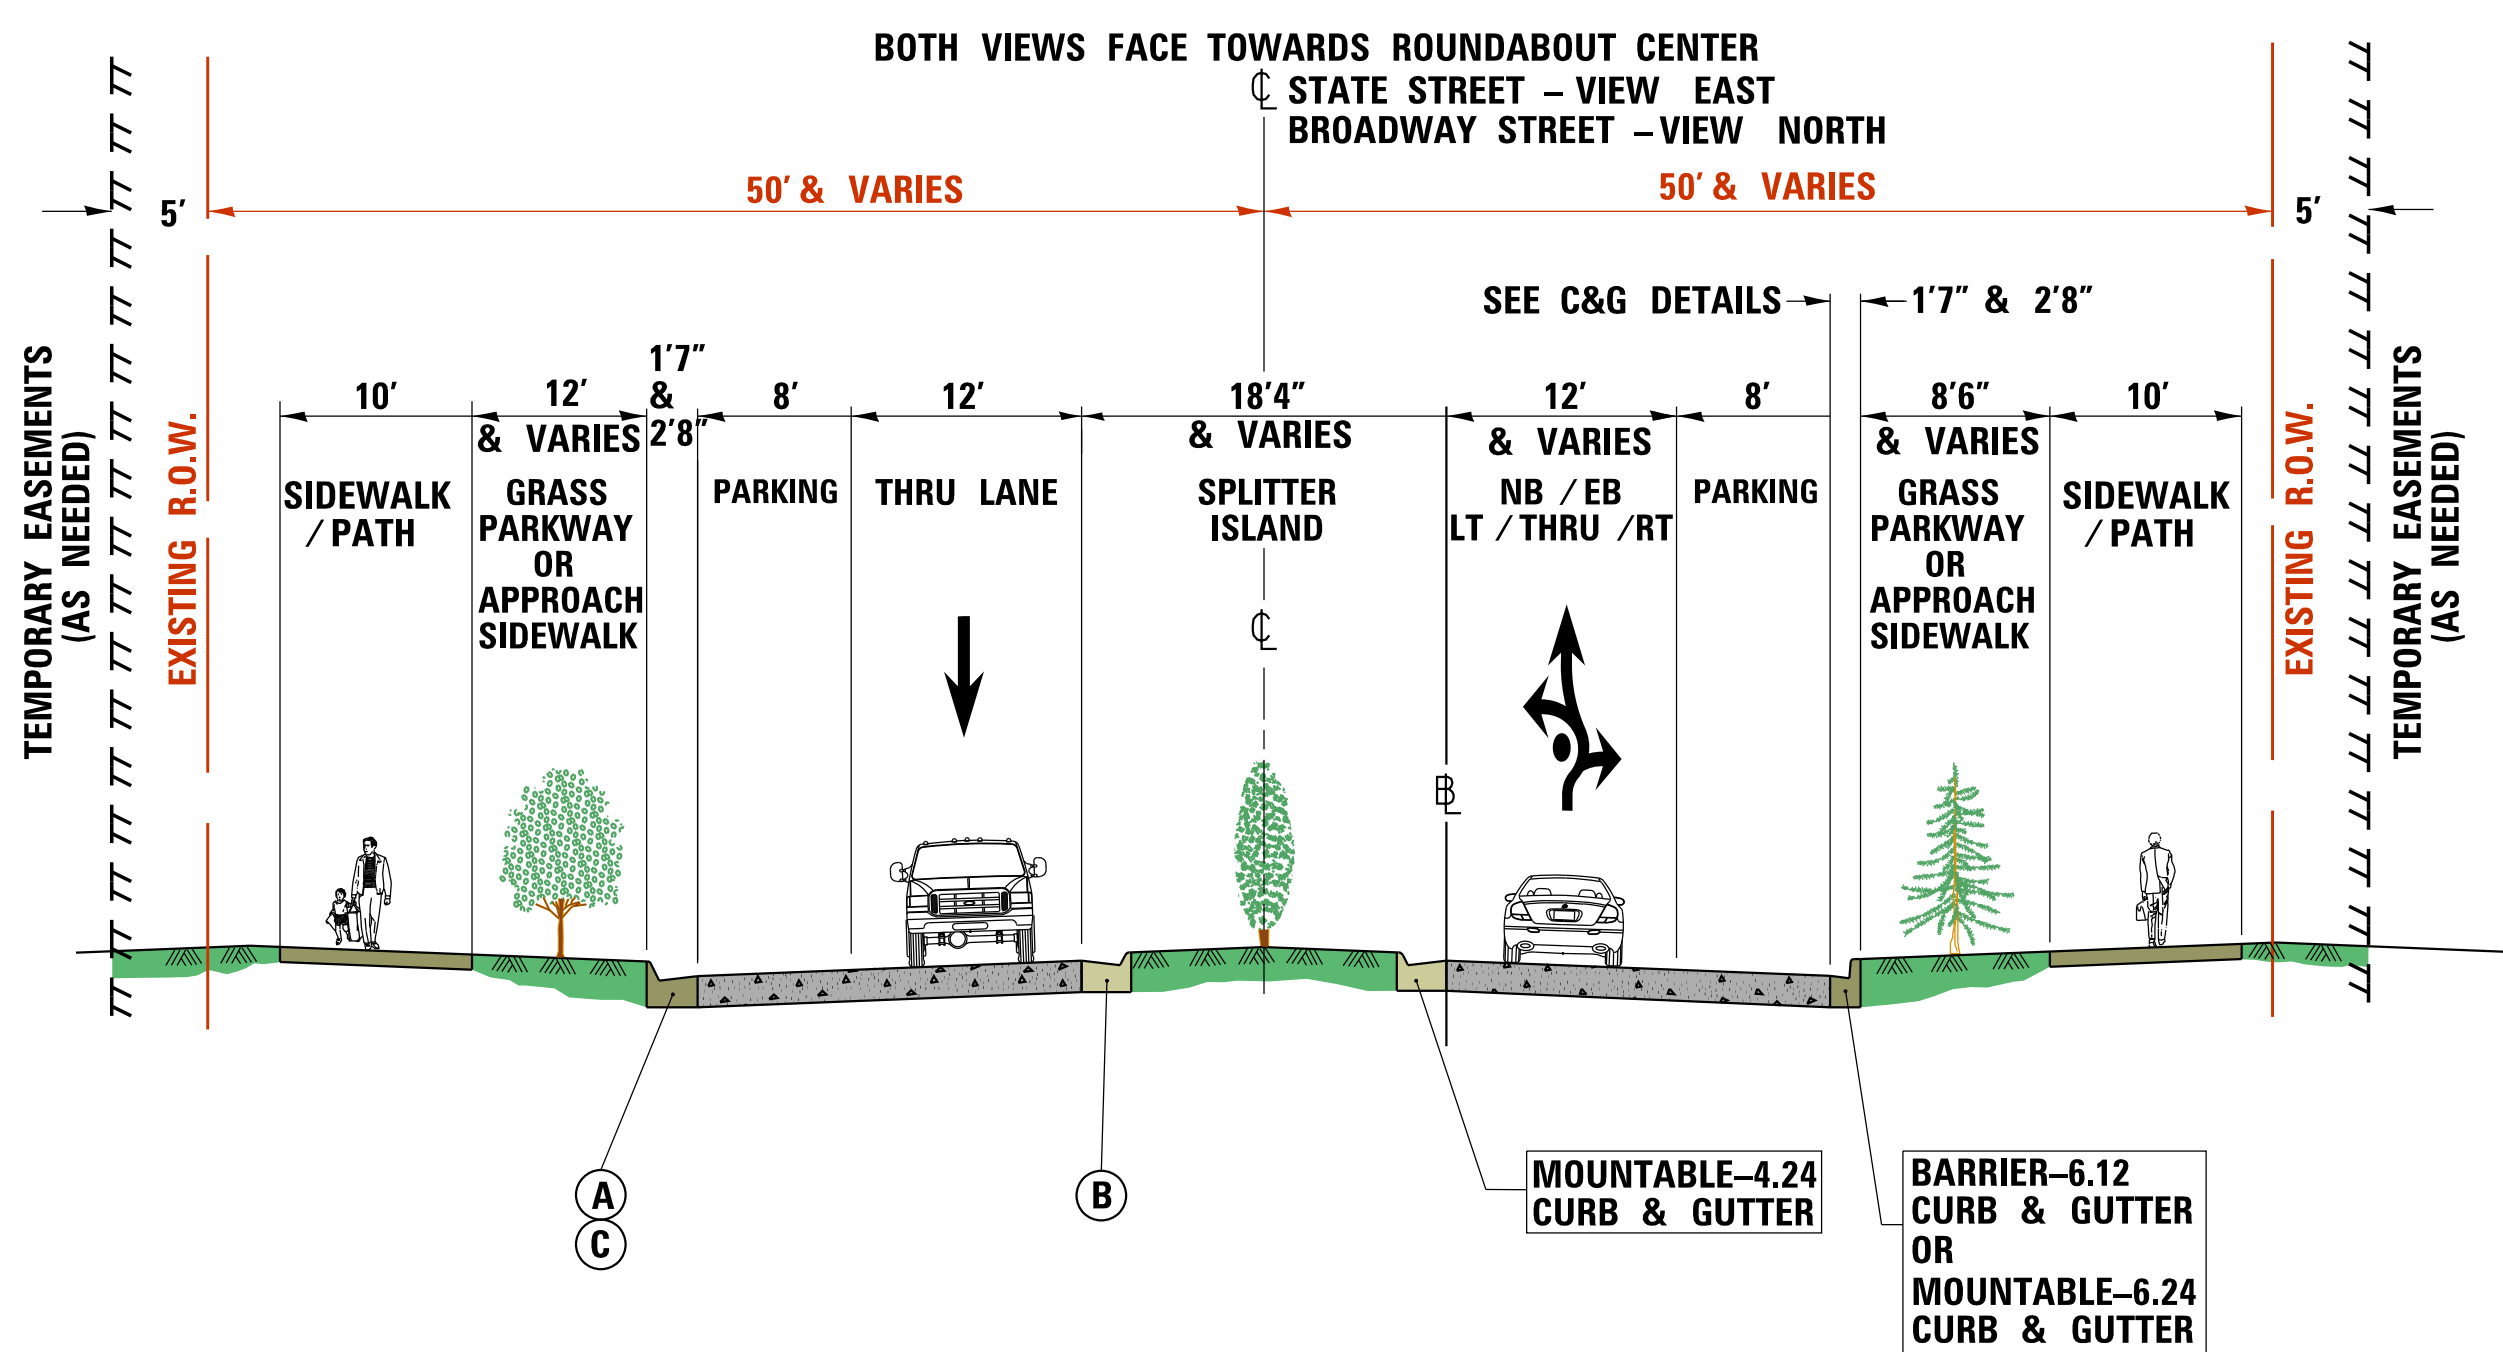 BOTH VIEWS FACE TOWARDS ROUNDABOUT CENTER
℄ STATE STREET – VIEW EAST
BROADWAY STREET – VIEW NORTH
50' & VARIES
50' & VARIES
5'
5'
SEE C&G DETAILS
1'7" & 2'8"
TEMPORARY EASEMENTS
(AS NEEDED)
EXISTING R.O.W.
10'
SIDEWALK
/ PATH
12'
& VARIES
GRASS
PARKWAY
OR
APPROACH
SIDEWALK
1'7"
&
2'8"
8'
PARKING
12'
THRU LANE
18'4"
& VARIES
SPLITTER
ISLAND
℄
12'
& VARIES
NB / EB
LT / THRU / RT
BL
8'
PARKING
8'6"
& VARIES
GRASS
PARKWAY
OR
APPROACH
SIDEWALK
10'
SIDEWALK
/ PATH
EXISTING R.O.W.
TEMPORARY EASEMENTS
(AS NEEDED)
A
C
B
MOUNTABLE–4.24
CURB & GUTTER
BARRIER–6.12
CURB & GUTTER
OR
MOUNTABLE–6.24
CURB & GUTTER